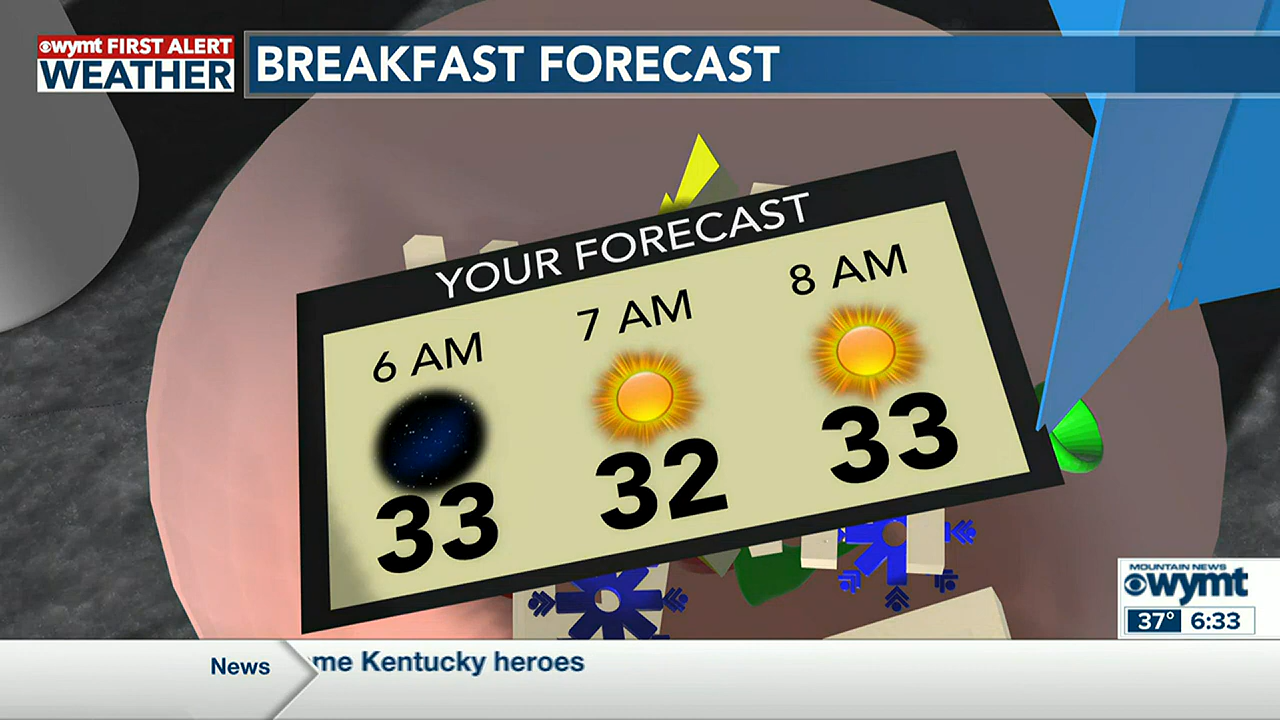 wymt FIRST ALERT
WEATHER
BREAKFAST FORECAST
YOUR FORECAST
6 AM
7 AM
8 AM
33
32
33
MOUNTAIN NEWS
wymt
37° 6:33
News
me Kentucky heroes